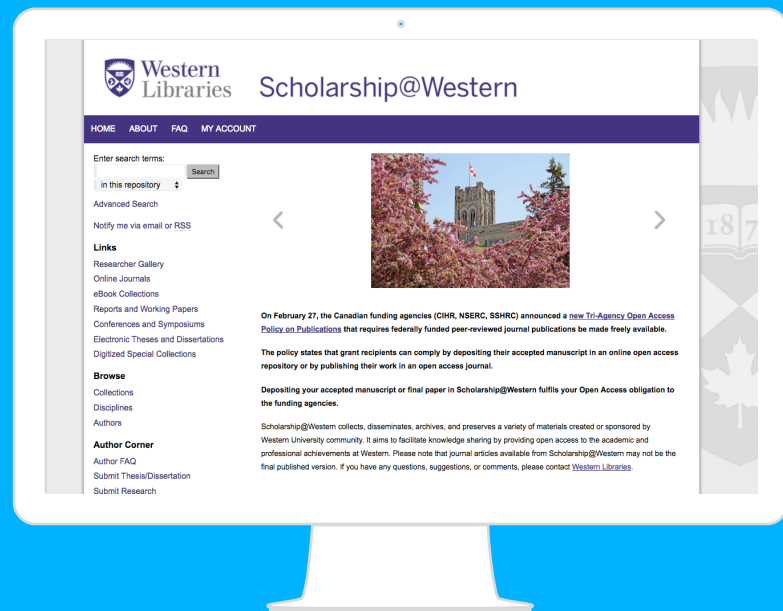 Western
Libraries
Scholarship@Western
HOME ABOUT FAQ MY ACCOUNT
Enter search terms:
Search
in this repository
Advanced Search
Notify me via email or RSS
Links
Researcher Gallery
Online Journals
eBook Collections
Reports and Working Papers
Conferences and Symposiums
Electronic Theses and Dissertations
Digitized Special Collections
Browse
Collections
Disciplines
Authors
Author Corner
Author FAQ
Submit Thesis/Dissertation
Submit Research
On February 27, the Canadian funding agencies (CIHR, NSERC, SSHRC) announced a new Tri-Agency Open Access
Policy on Publications that requires federally funded peer-reviewed journal publications be made freely available.
The policy states that grant recipients can comply by depositing their accepted manuscript in an online open access
repository or by publishing their work in an open access journal.
Depositing your accepted manuscript or final paper in Scholarship@Western fulfils your Open Access obligation to
the funding agencies.
Scholarship@Western collects, disseminates, archives, and preserves a variety of materials created or sponsored by
Western University community. It aims to facilitate knowledge sharing by providing open access to the academic and
professional achievements at Western. Please note that journal articles available from Scholarship@Western may not be the
final published version. If you have any questions, suggestions, or comments, please contact Western Libraries.
18 7